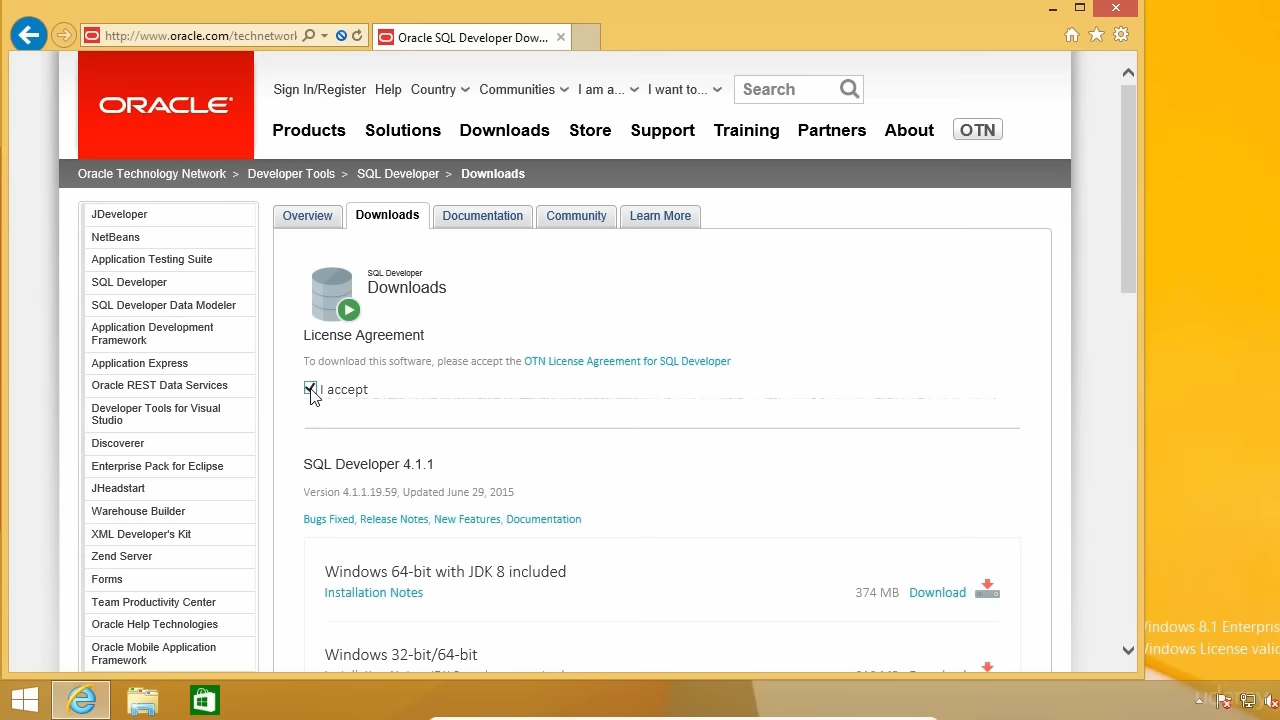 http://www.oracle.com/technetwork
Oracle SQL Developer Dow...
ORACLE
Sign In/Register Help Country Communities I am a... I want to... Search
Products Solutions Downloads Store Support Training Partners About OTN
Oracle Technology Network > Developer Tools > SQL Developer > Downloads
JDeveloper
NetBeans
Application Testing Suite
SQL Developer
SQL Developer Data Modeler
Application Development
Framework
Application Express
Oracle REST Data Services
Developer Tools for Visual
Studio
Discoverer
Enterprise Pack for Eclipse
JHeadstart
Warehouse Builder
XML Developer's Kit
Zend Server
Forms
Team Productivity Center
Oracle Help Technologies
Oracle Mobile Application
Framework
Overview Downloads Documentation Community Learn More
SQL Developer
Downloads
License Agreement
To download this software, please accept the OTN License Agreement for SQL Developer
I accept
SQL Developer 4.1.1
Version 4.1.1.19.59, Updated June 29, 2015
Bugs Fixed, Release Notes, New Features, Documentation
Windows 64-bit with JDK 8 included
Installation Notes 374 MB Download
Windows 32-bit/64-bit
Windows 8.1 Enterpris
Windows License valid